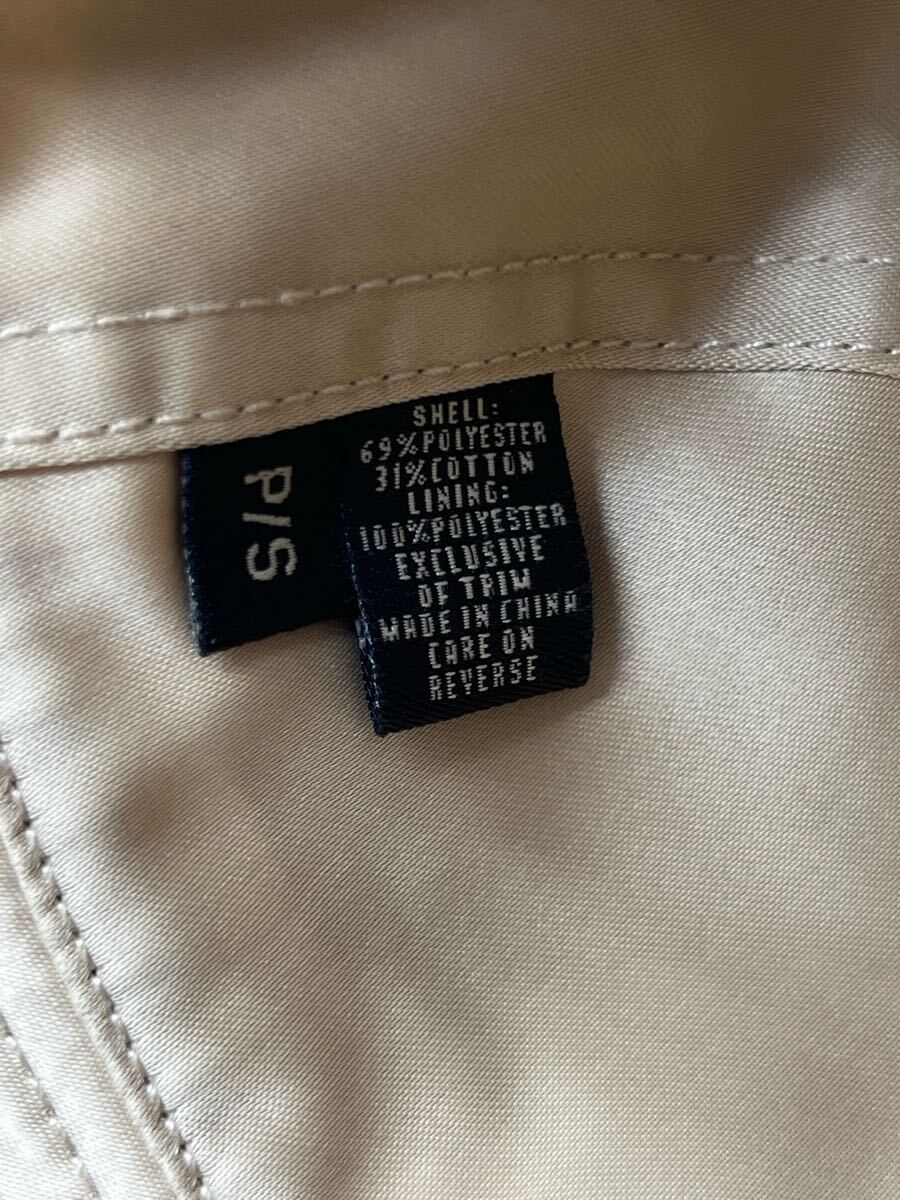 P/S
SHELL:
69%POLYESTER
31%COTTON
LINING:
100%POLYESTER
EXCLUSIVE
OF TRIM
MADE IN CHINA
CARE ON
REVERSE